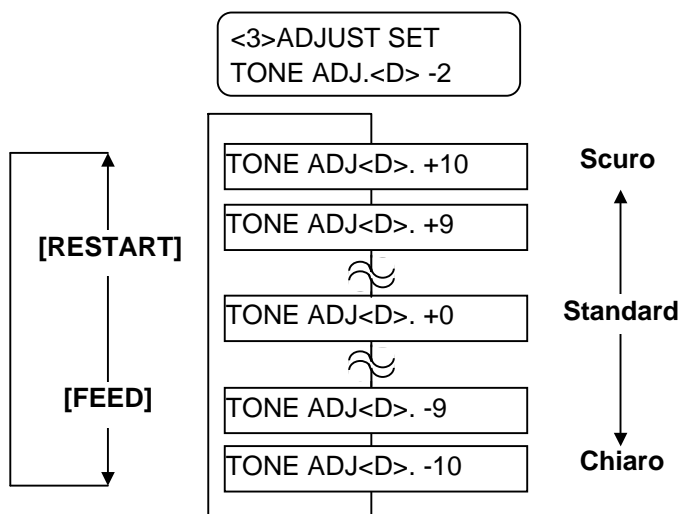 <3>ADJUST SET
TONE ADJ.<D> -2
TONE ADJ<D>. +10
Scuro
TONE ADJ<D>. +9
[RESTART]
TONE ADJ<D>. +0
Standard
[FEED]
TONE ADJ<D>. -9
TONE ADJ<D>. -10
Chiaro